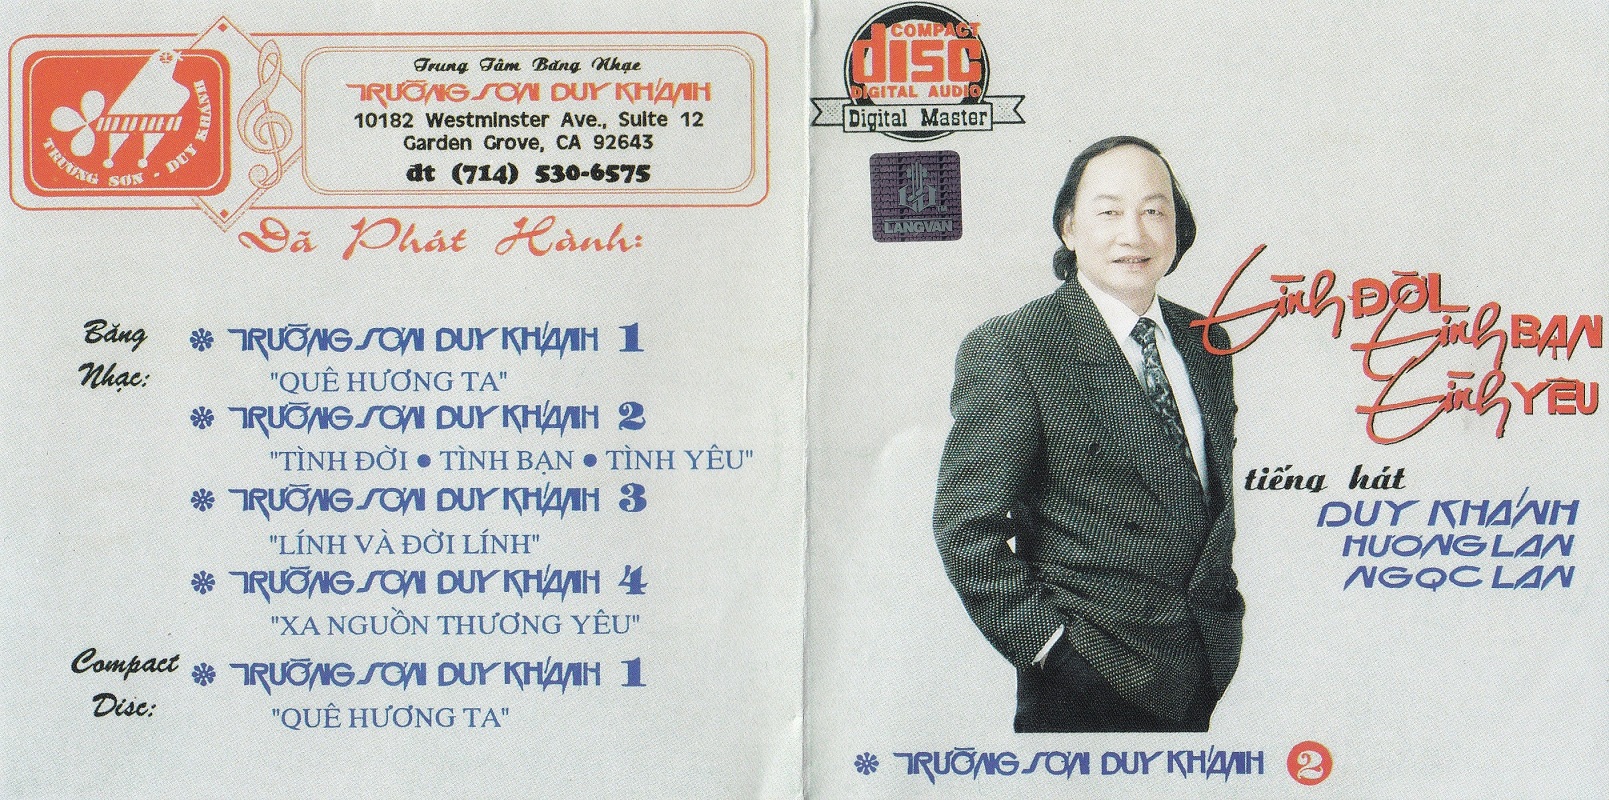 TRƯỜNG SƠN - DUY KHÁNH
Trung Tâm Băng Nhạc
TRƯỜNG SƠN DUY KHÁNH
10182 Westminster Ave., Suite 12
Garden Grove, CA 92643
đt (714) 530-6575
Đã Phát Hành:
Băng Nhạc:
TRƯỜNG SƠN DUY KHÁNH 1
"QUÊ HƯƠNG TA"
TRƯỜNG SƠN DUY KHÁNH 2
"TÌNH ĐỜI ● TÌNH BẠN ● TÌNH YÊU"
TRƯỜNG SƠN DUY KHÁNH 3
"LÍNH VÀ ĐỜI LÍNH"
TRƯỜNG SƠN DUY KHÁNH 4
"XA NGUỒN THƯƠNG YÊU"
Compact Disc:
TRƯỜNG SƠN DUY KHÁNH 1
"QUÊ HƯƠNG TA"
COMPACT
disc
DIGITAL AUDIO
Digital Master
LANGVAN
Tình ĐỜI
Tình BẠN
Tình YÊU
tiếng hát
DUY KHÁNH
HƯƠNG LAN
NGỌC LAN
TRƯỜNG SƠN DUY KHÁNH 2